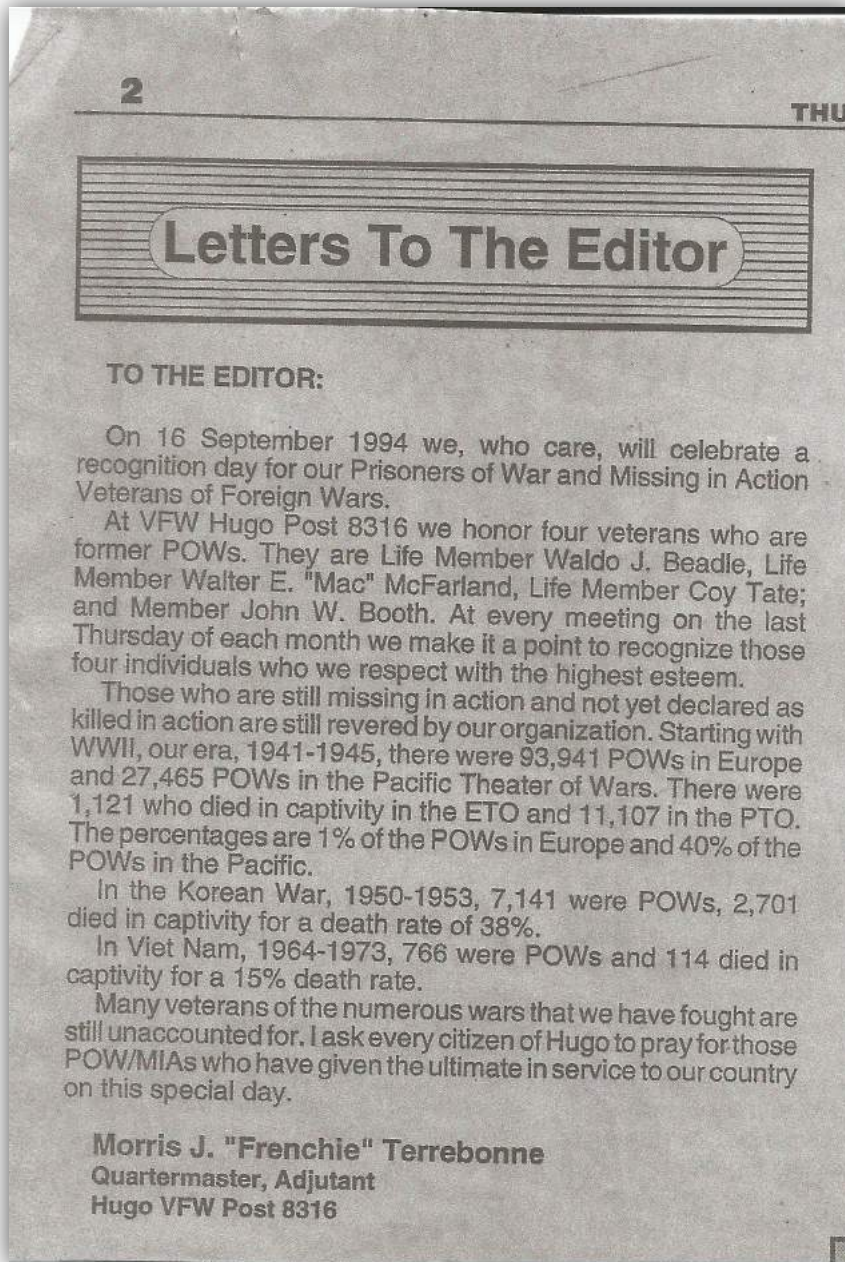 2
THU
Letters To The Editor
TO THE EDITOR:
On 16 September 1994 we, who care, will celebrate a
recognition day for our Prisoners of War and Missing in Action
Veterans of Foreign Wars.
At VFW Hugo Post 8316 we honor four veterans who are
former POWs. They are Life Member Waldo J. Beadle, Life
Member Walter E. "Mac" McFarland, Life Member Coy Tate;
and Member John W. Booth. At every meeting on the last
Thursday of each month we make it a point to recognize those
four individuals who we respect with the highest esteem.
Those who are still missing in action and not yet declared as
killed in action are still revered by our organization. Starting with
WWII, our era, 1941-1945, there were 93,941 POWs in Europe
and 27,465 POWs in the Pacific Theater of Wars. There were
1,121 who died in captivity in the ETO and 11,107 in the PTO.
The percentages are 1% of the POWs in Europe and 40% of the
POWs in the Pacific.
In the Korean War, 1950-1953, 7,141 were POWs, 2,701
died in captivity for a death rate of 38%.
In Viet Nam, 1964-1973, 766 were POWs and 114 died in
captivity for a 15% death rate.
Many veterans of the numerous wars that we have fought are
still unaccounted for. I ask every citizen of Hugo to pray for those
POW/MIAs who have given the ultimate in service to our country
on this special day.
Morris J. "Frenchie" Terrebonne
Quartermaster, Adjutant
Hugo VFW Post 8316